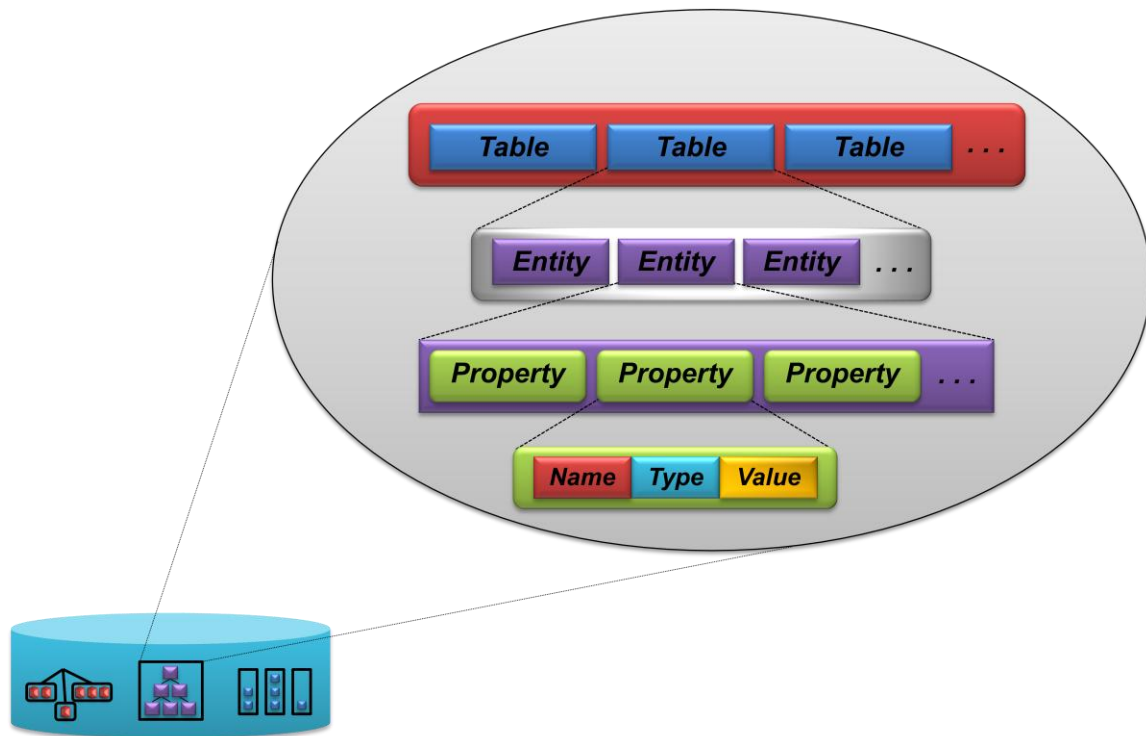 Table Table Table . . .
Entity Entity Entity . . .
Property Property Property . . .
Name Type Value